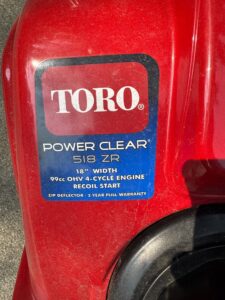 TORO®
POWER CLEAR®
518 ZR
18" WIDTH
99cc OHV 4-CYCLE ENGINE
RECOIL START
ZIP DEFLECTOR • 2 YEAR FULL WARRANTY